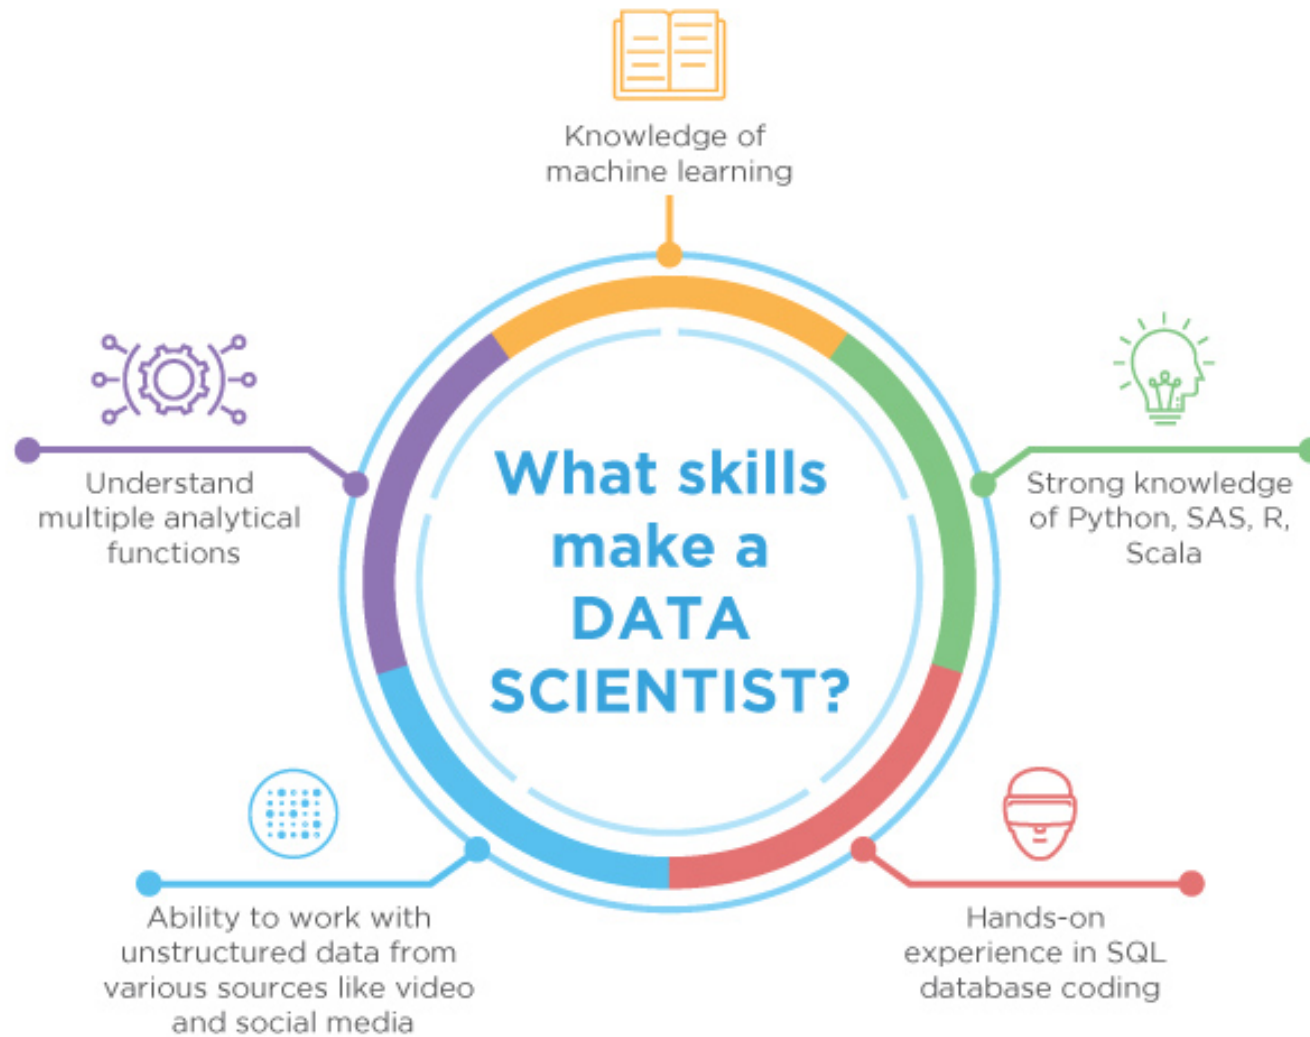 Knowledge of
machine learning
Understand
multiple analytical
functions
What skills
make a
DATA
SCIENTIST?
Strong knowledge
of Python, SAS, R,
Scala
Ability to work with
unstructured data from
various sources like video
and social media
Hands-on
experience in SQL
database coding